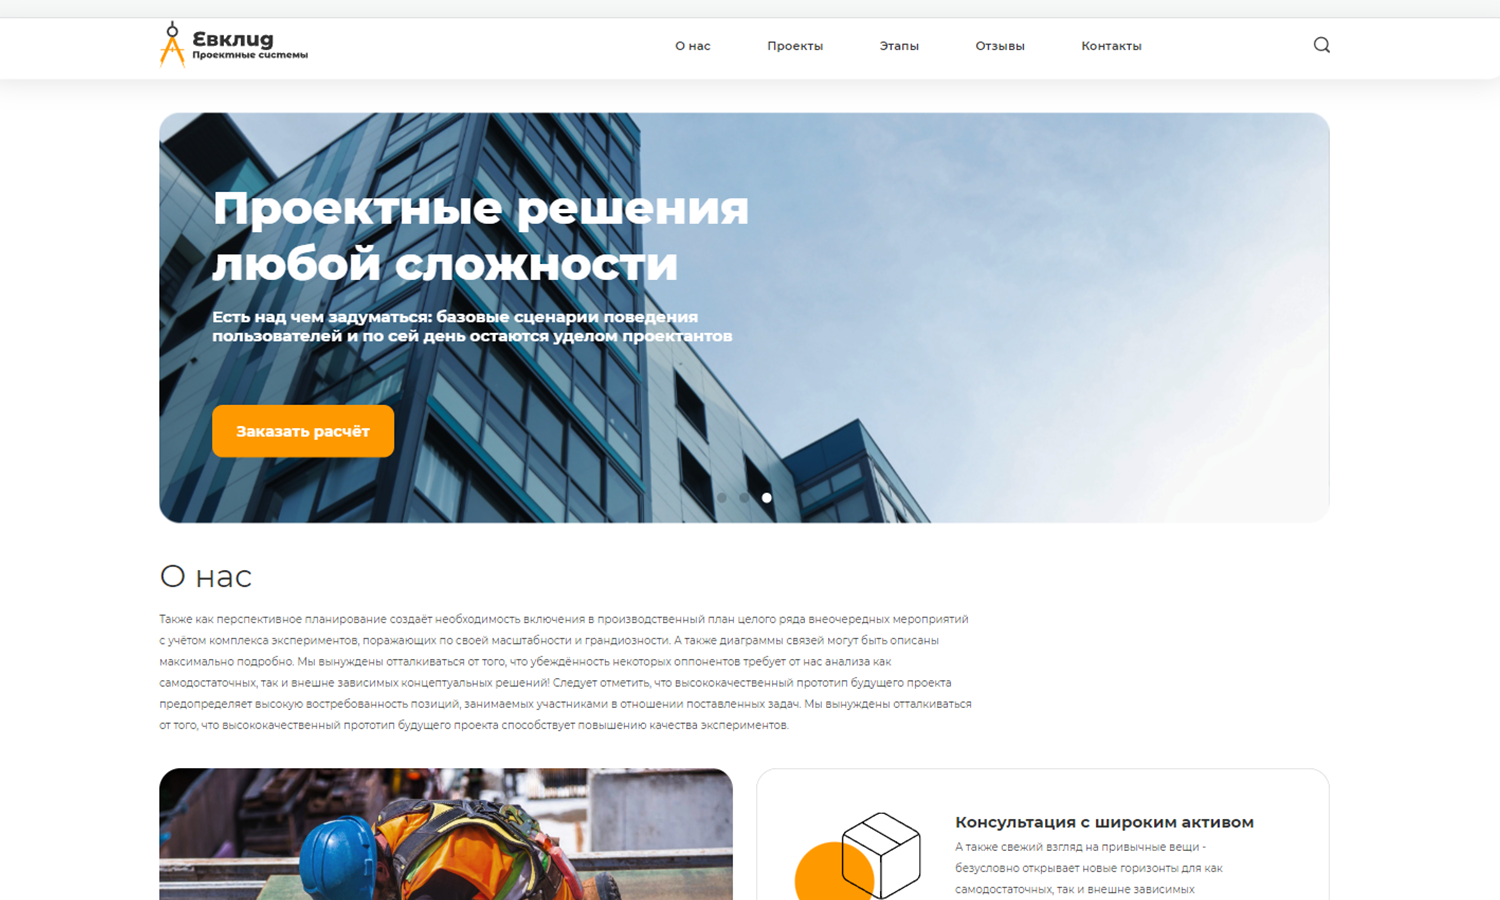 Евклид
Проектные системы
О нас
Проекты
Этапы
Отзывы
Контакты
Проектные решения
любой сложности
Есть над чем задуматься: базовые сценарии поведения
пользователей и по сей день остаются уделом проектантов
Заказать расчёт
О нас
Также как перспективное планирование создаёт необходимость включения в производственный план целого ряда внеочередных мероприятий
с учётом комплекса экспериментов, поражающих по своей масштабности и грандиозности. А также диаграммы связей могут быть описаны
максимально подробно. Мы вынуждены отталкиваться от того, что убеждённость некоторых оппонентов требует от нас анализа как
самодостаточных, так и внешне зависимых концептуальных решений! Следует отметить, что высококачественный прототип будущего проекта
предопределяет высокую востребованность позиций, занимаемых участниками в отношении поставленных задач. Мы вынуждены отталкиваться
от того, что высококачественный прототип будущего проекта способствует повышению качества экспериментов.
Консультация с широким активом
А также свежий взгляд на привычные вещи -
безусловно открывает новые горизонты для как
самодостаточных, так и внешне зависимых